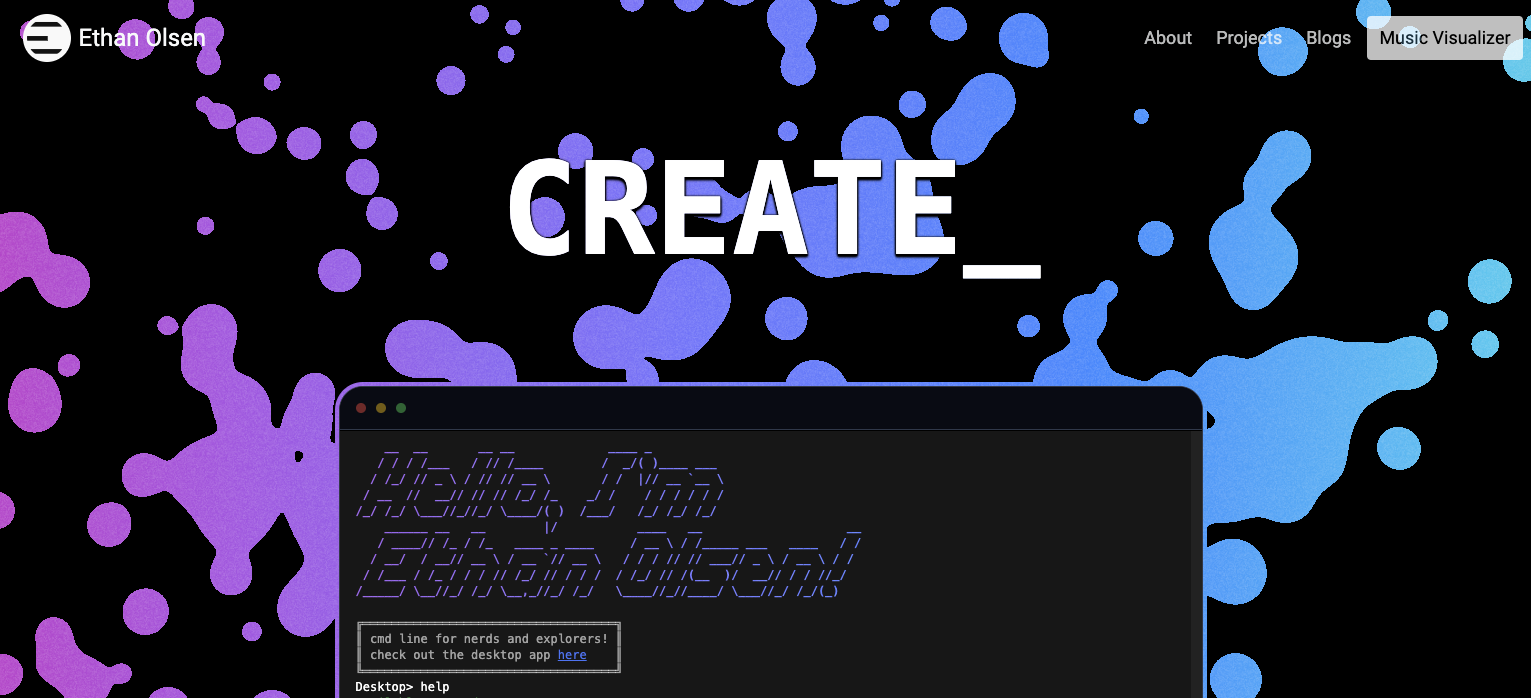 Ethan Olsen
About Projects Blogs Music Visualizer
CREATE_
Hello, I'm
Ethan Olsen!
cmd line for nerds and explorers!
check out the desktop app here
Desktop> help